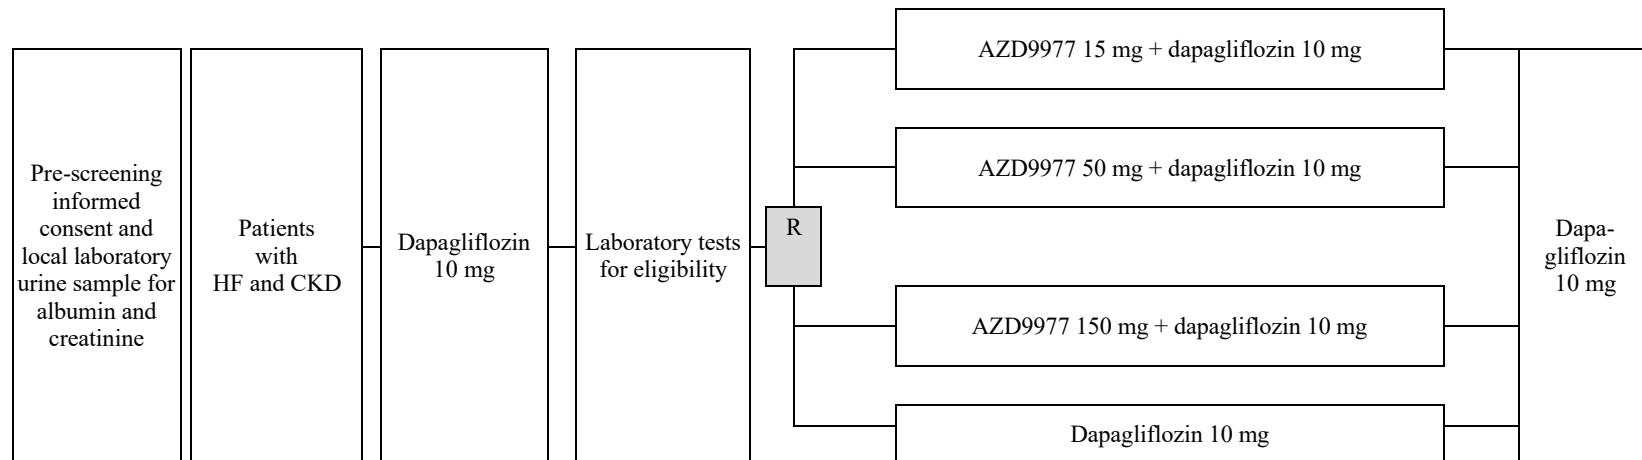 Pre-screening
informed
consent and
local laboratory
urine sample for
albumin and
creatinine
Patients
with
HF and CKD
Dapagliflozin
10 mg
Laboratory tests
for eligibility
R
AZD9977 15 mg + dapagliflozin 10 mg
AZD9977 50 mg + dapagliflozin 10 mg
AZD9977 150 mg + dapagliflozin 10 mg
Dapagliflozin 10 mg
Dapa-
gliflozin
10 mg